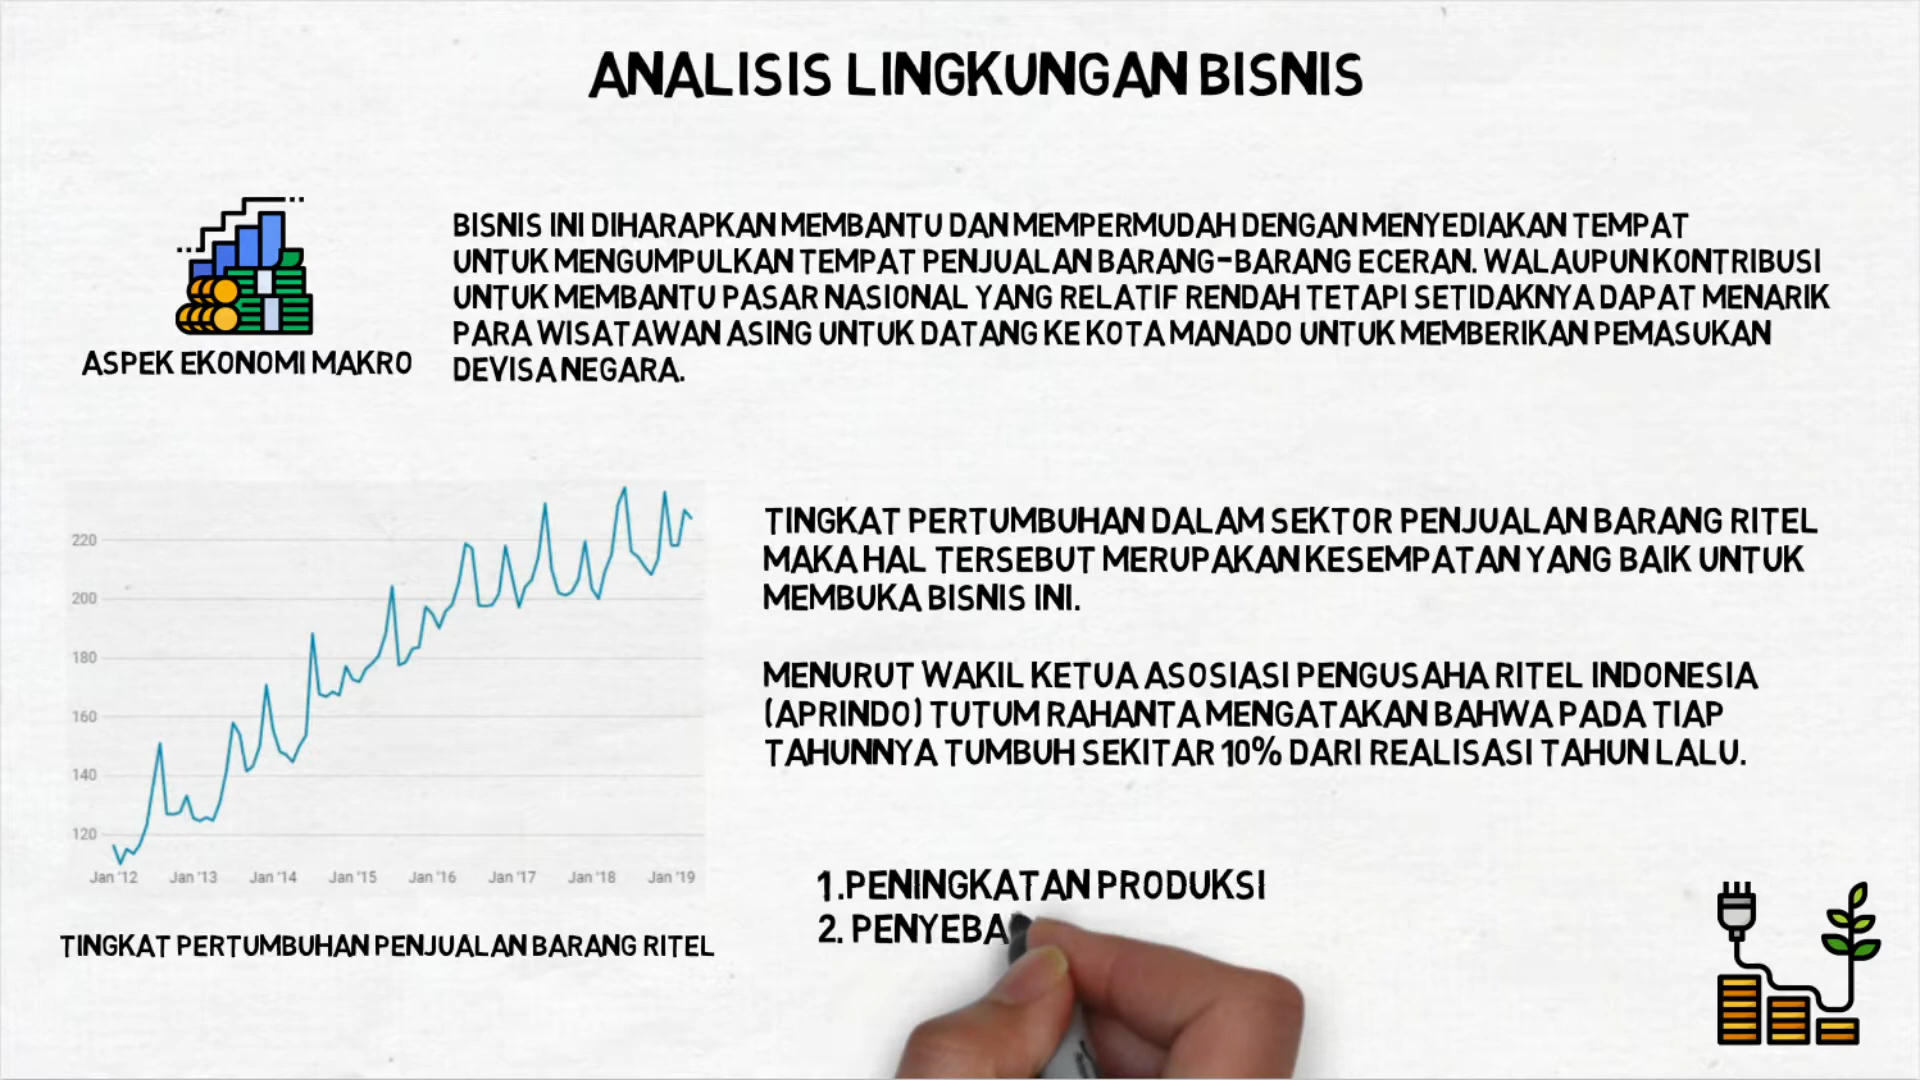 ANALISIS LINGKUNGAN BISNIS
ASPEK EKONOMI MAKRO
BISNIS INI DIHARAPKAN MEMBANTU DAN MEMPERMUDAH DENGAN MENYEDIAKAN TEMPAT
UNTUK MENGUMPULKAN TEMPAT PENJUALAN BARANG-BARANG ECERAN. WALAUPUN KONTRIBUSI
UNTUK MEMBANTU PASAR NASIONAL YANG RELATIF RENDAH TETAPI SETIDAKNYA DAPAT MENARIK
PARA WISATAWAN ASING UNTUK DATANG KE KOTA MANADO UNTUK MEMBERIKAN PEMASUKAN
DEVISA NEGARA.
220
200
180
160
140
120
Jan '12 Jan '13 Jan '14 Jan '15 Jan '16 Jan '17 Jan '18 Jan '19
TINGKAT PERTUMBUHAN PENJUALAN BARANG RITEL
TINGKAT PERTUMBUHAN DALAM SEKTOR PENJUALAN BARANG RITEL
MAKA HAL TERSEBUT MERUPAKAN KESEMPATAN YANG BAIK UNTUK
MEMBUKA BISNIS INI.
MENURUT WAKIL KETUA ASOSIASI PENGUSAHA RITEL INDONESIA
(APRINDO) TUTUM RAHANTA MENGATAKAN BAHWA PADA TIAP
TAHUNNYA TUMBUH SEKITAR 10% DARI REALISASI TAHUN LALU.
1.PENINGKATAN PRODUKSI
2. PENYEBA